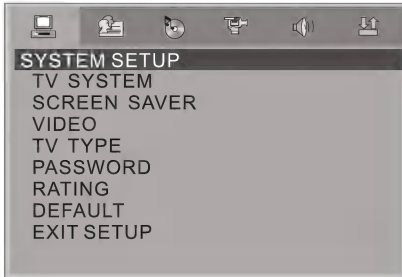 SYSTEM SETUP
TV SYSTEM
SCREEN SAVER
VIDEO
TV TYPE
PASSWORD
RATING
DEFAULT
EXIT SETUP